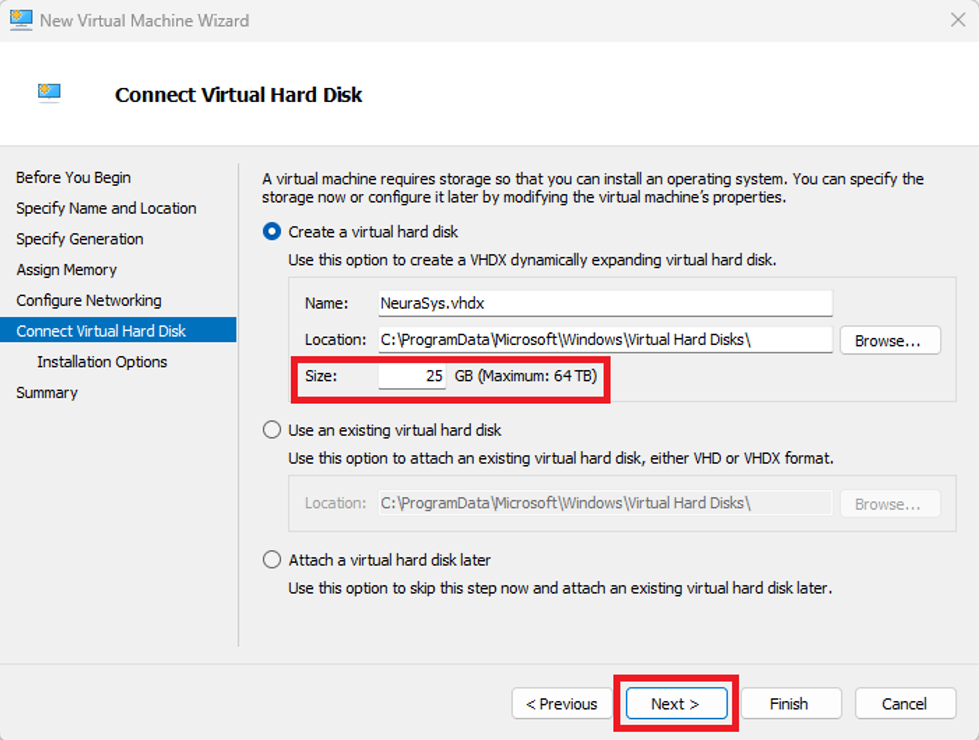 New Virtual Machine Wizard
Connect Virtual Hard Disk
Before You Begin
Specify Name and Location
Specify Generation
Assign Memory
Configure Networking
Connect Virtual Hard Disk
Installation Options
Summary
A virtual machine requires storage so that you can install an operating system. You can specify the
storage now or configure it later by modifying the virtual machine's properties.
Create a virtual hard disk
Use this option to create a VHDX dynamically expanding virtual hard disk.
Name: NeuraSys.vhdx
Location: C:\ProgramData\Microsoft\Windows\Virtual Hard Disks\ Browse...
Size: 25 GB (Maximum: 64 TB)
Use an existing virtual hard disk
Use this option to attach an existing virtual hard disk, either VHD or VHDX format.
Location: C:\ProgramData\Microsoft\Windows\Virtual Hard Disks\ Browse...
Attach a virtual hard disk later
Use this option to skip this step now and attach an existing virtual hard disk later.
< Previous Next > Finish Cancel